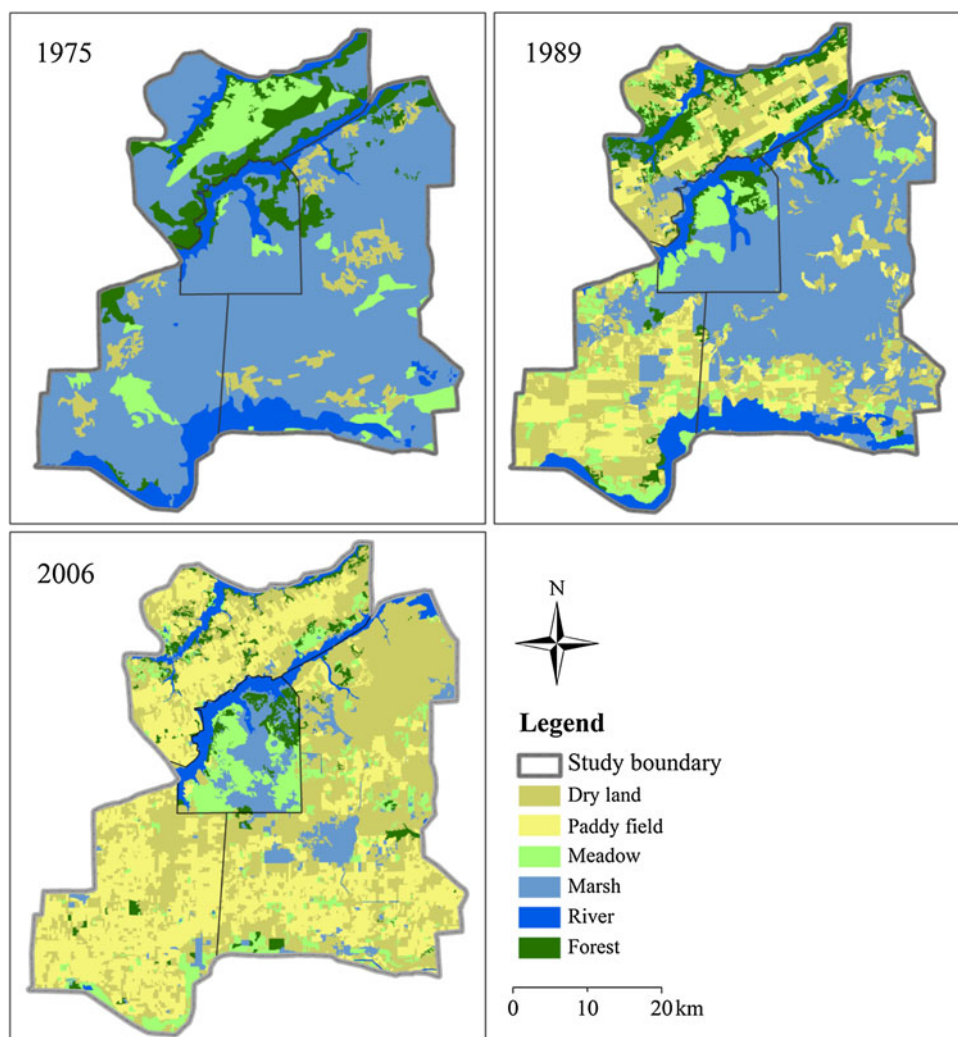 1975
1989
2006
N
Legend
Study boundary
Dry land
Paddy field
Meadow
Marsh
River
Forest
0 10 20 km